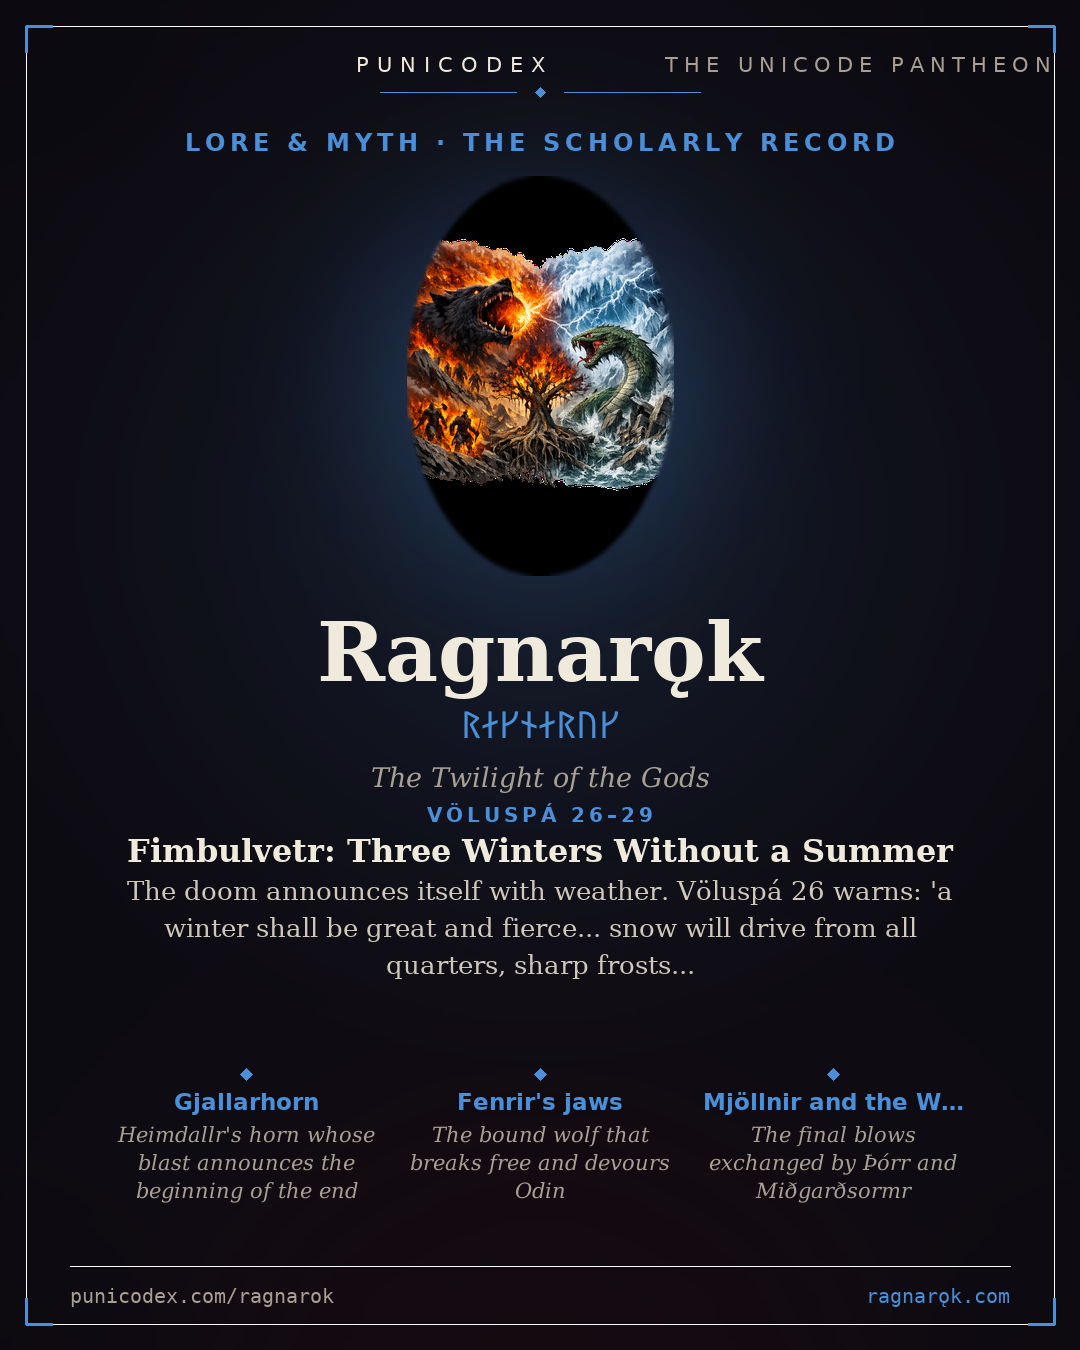 PUNICODEX THE UNICODE PANTHEON
LORE & MYTH · THE SCHOLARLY RECORD
Ragnarǫk
ᚱᛅᚴᚾᛅᚱᚢᚴ
The Twilight of the Gods
VÖLUSPÁ 26–29
Fimbulvetr: Three Winters Without a Summer
The doom announces itself with weather. Völuspá 26 warns: 'a
winter shall be great and fierce... snow will drive from all
quarters, sharp frosts...
Gjallarhorn
Heimdallr's horn whose
blast announces the
beginning of the end
Fenrir's jaws
The bound wolf that
breaks free and devours
Odin
Mjöllnir and the W...
The final blows
exchanged by Þórr and
Miðgarðsormr
punicodex.com/ragnarok
ragnarǫk.com